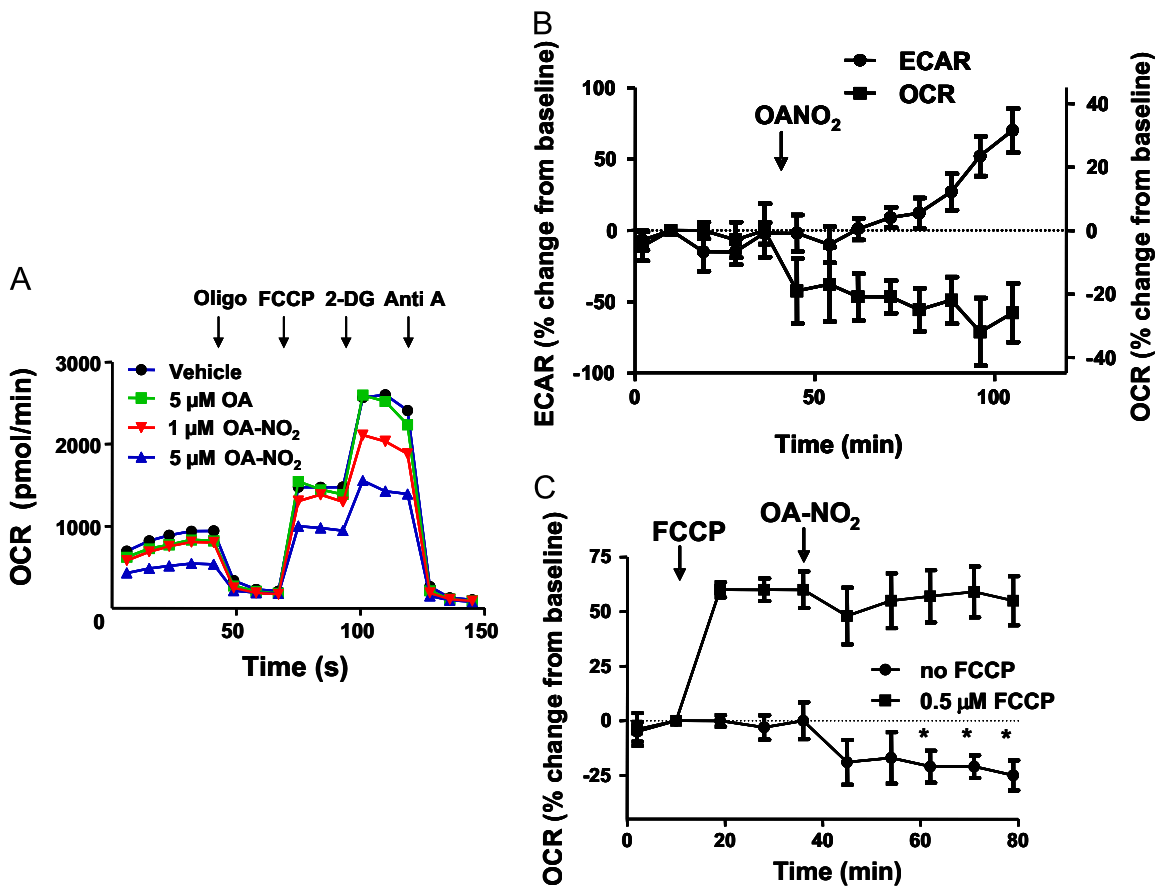 A
Oligo FCCP 2-DG Anti A
3000
2000
1000
0
50
100
150
Vehicle
5 µM OA
1 µM OA-NO₂
5 µM OA-NO₂
OCR (pmol/min)
Time (s)
B
ECAR
OCR
OANO₂
100
50
0
-50
-100
40
20
0
-20
-40
0
50
100
ECAR (% change from baseline)
OCR (% change from baseline)
Time (min)
C
FCCP
OA-NO₂
75
50
25
0
-25
no FCCP
0.5 µM FCCP
* * *
0
20
40
60
80
OCR (% change from baseline)
Time (min)